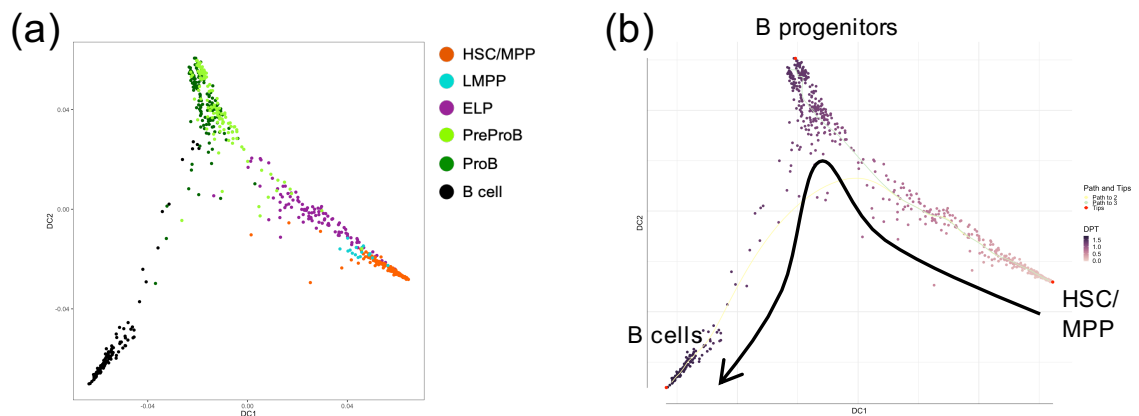 (a)
0.04
0.00
-0.04
DC2
-0.04
0.00
0.04
DC1
HSC/MPP
LMPP
ELP
PreProB
ProB
B cell
(b)
B progenitors
DC2
B cells
HSC/
MPP
DC1
Path and Tips
Path to 2
Path to 3
Tips
DPT
1.5
1.0
0.5
0.0